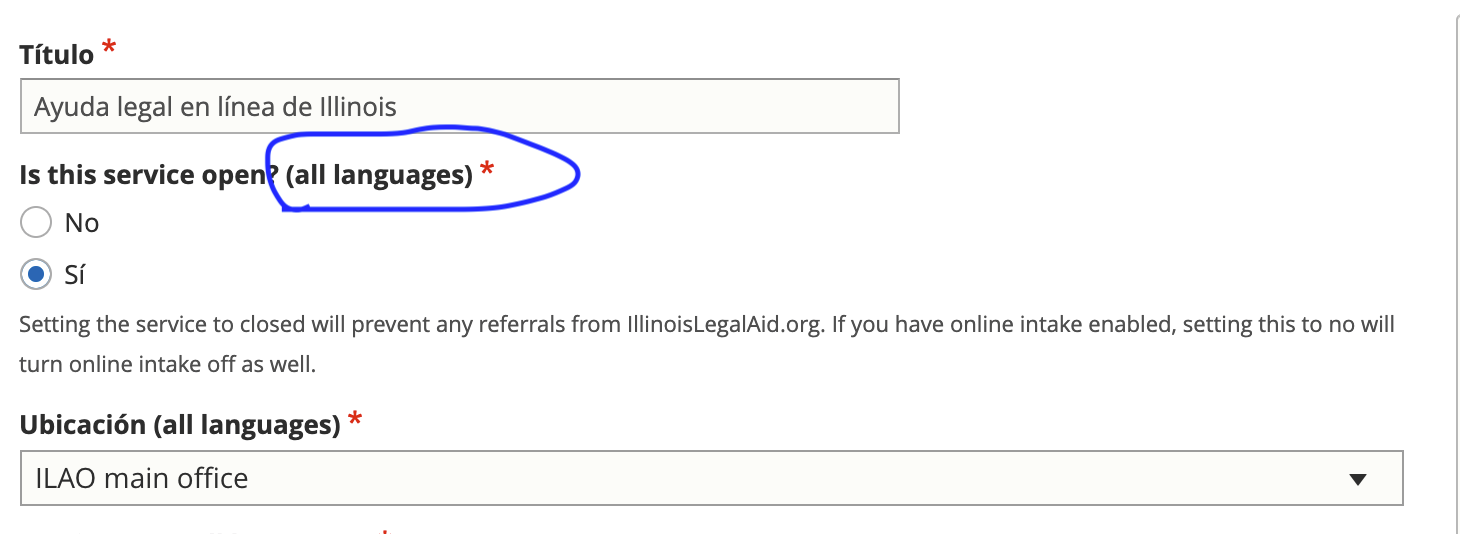 Título *
Ayuda legal en línea de Illinois
Is this service open? (all languages) *
No
Sí
Setting the service to closed will prevent any referrals from IllinoisLegalAid.org. If you have online intake enabled, setting this to no will
turn online intake off as well.
Ubicación (all languages) *
ILAO main office